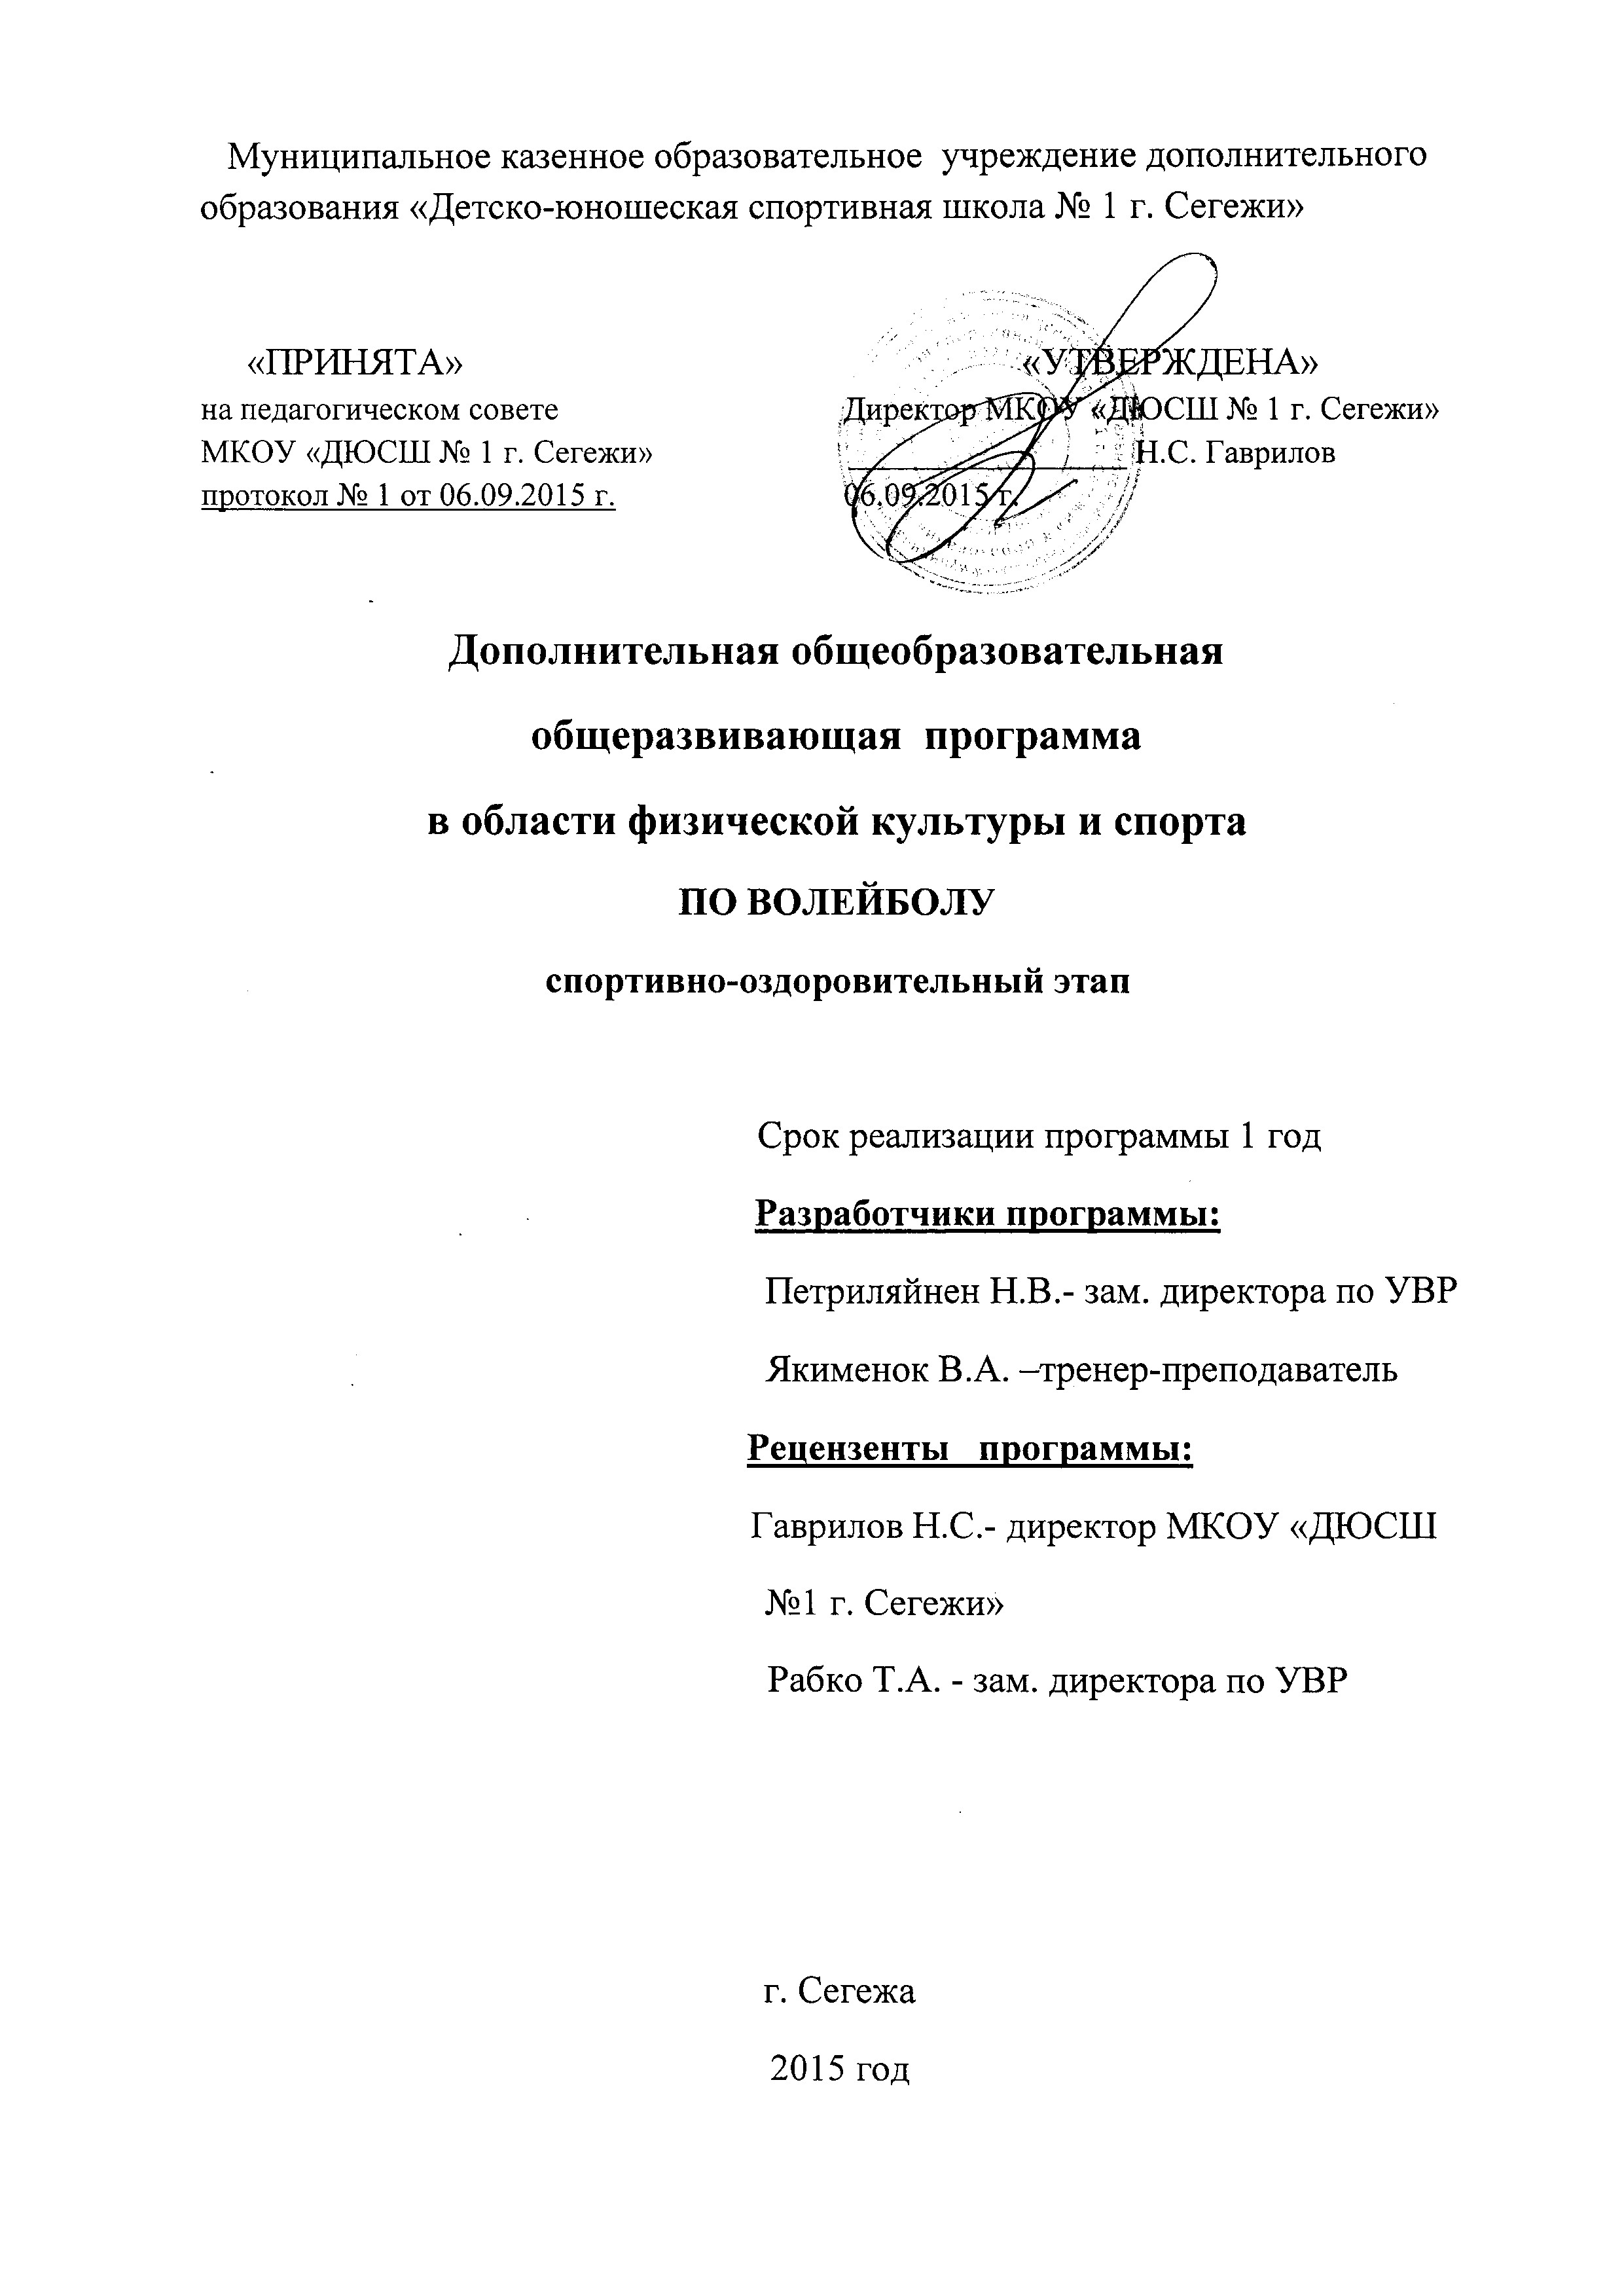 Муниципальное казенное образовательное учреждение дополнительного
образования «Детско-юношеская спортивная школа № 1 г. Сегежи»
«ПРИНЯТА»
на педагогическом совете
МКОУ «ДЮСШ № 1 г. Сегежи»
протокол № 1 от 06.09.2015 г.
«УТВЕРЖДЕНА»
Директор МКОУ «ДЮСШ № 1 г. Сегежи»
Н.С. Гаврилов
06.09.2015 г.
Дополнительная общеобразовательная
общеразвивающая программа
в области физической культуры и спорта
ПО ВОЛЕЙБОЛУ
спортивно-оздоровительный этап
Срок реализации программы 1 год
Разработчики программы:
Петриляйнен Н.В.- зам. директора по УВР
Якименок В.А. –тренер-преподаватель
Рецензенты программы:
Гаврилов Н.С.- директор МКОУ «ДЮСШ
№1 г. Сегежи»
Рабко Т.А. - зам. директора по УВР
г. Сегежа
2015 год